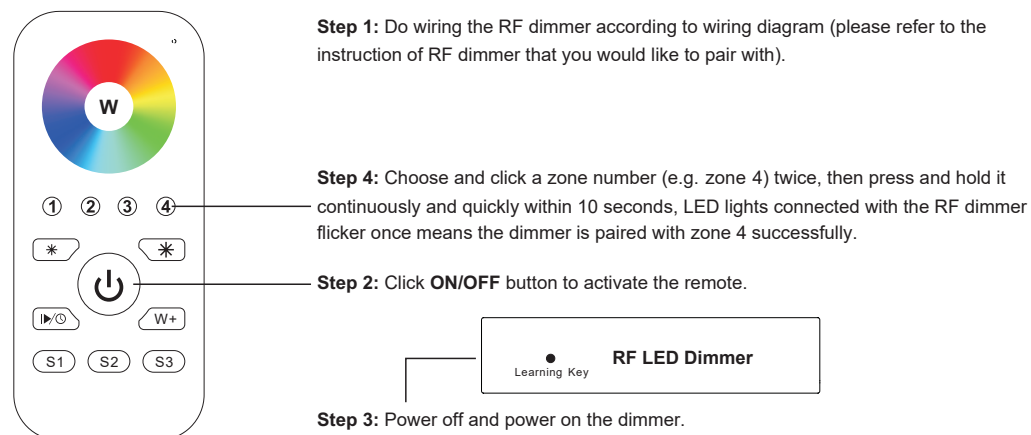 Step 1: Do wiring the RF dimmer according to wiring diagram (please refer to the
instruction of RF dimmer that you would like to pair with).
W
Step 4: Choose and click a zone number (e.g. zone 4) twice, then press and hold it
1 2 3 4
continuously and quickly within 10 seconds, LED lights connected with the RF dimmer
flicker once means the dimmer is paired with zone 4 successfully.
Step 2: Click ON/OFF button to activate the remote.
W+
S1 S2 S3
RF LED Dimmer
Learning Key
Step 3: Power off and power on the dimmer.